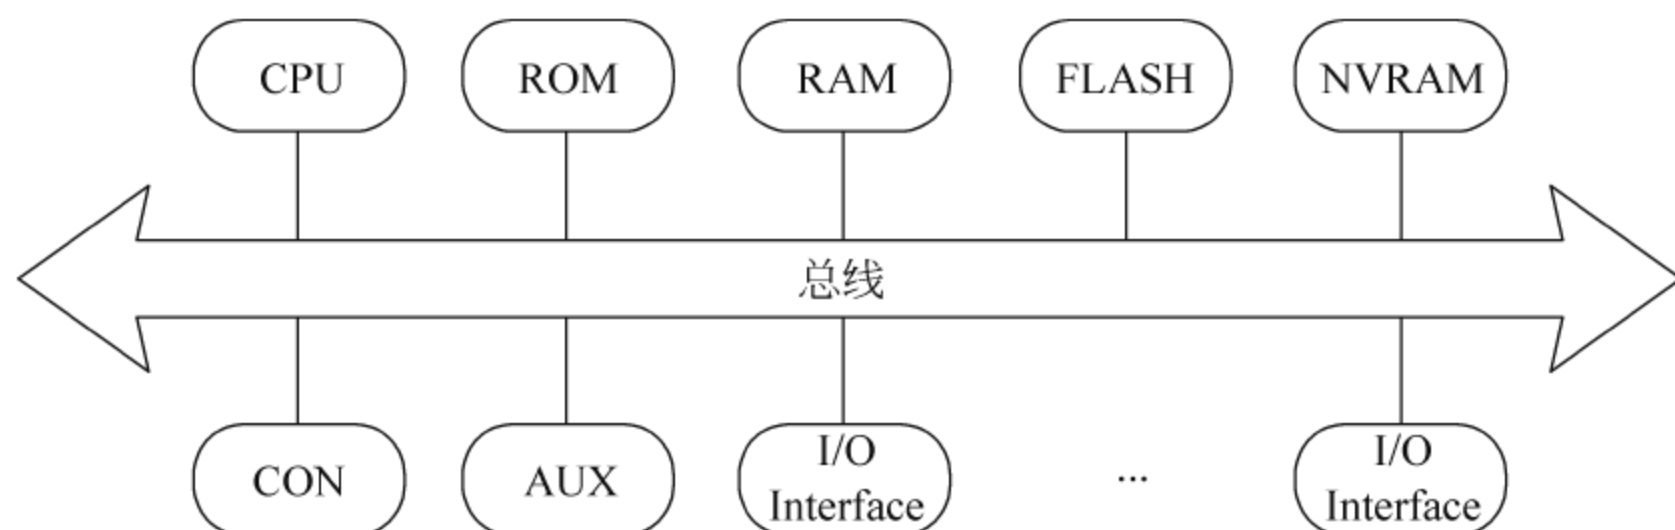 CPU
ROM
RAM
FLASH
NVRAM
总线
CON
AUX
I/O
Interface
...
I/O
Interface